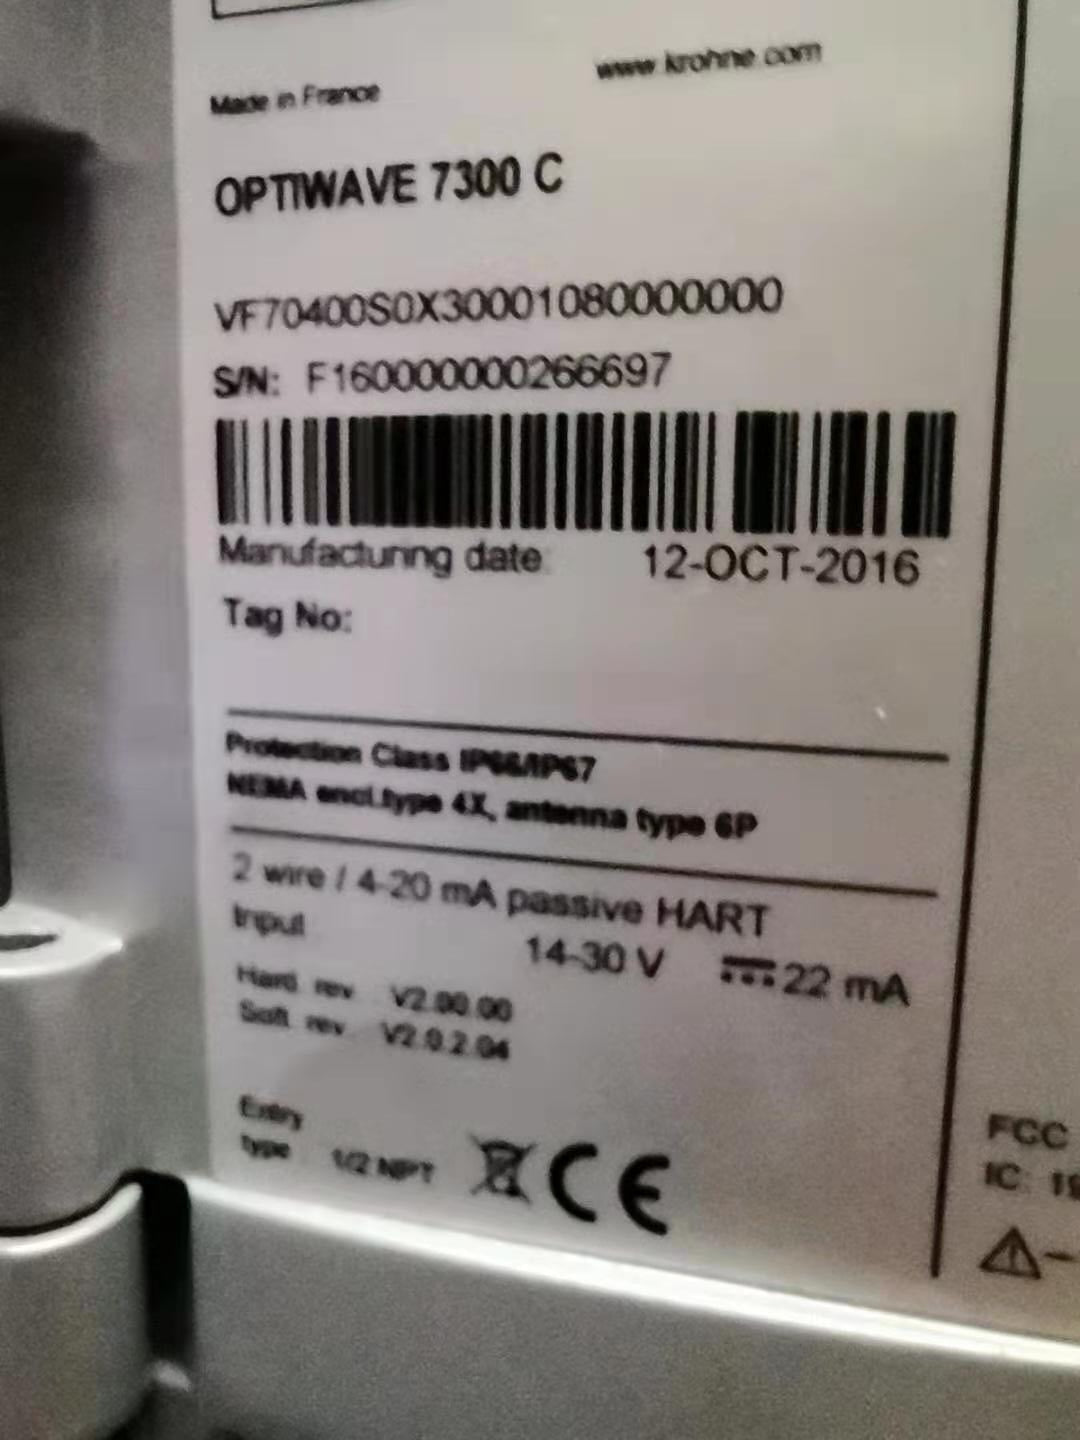 www.krohne.com
Made in France
OPTIWAVE 7300 C
VF70400S0X30001080000000
S/N: F160000000266697
Manufacturing date: 12-OCT-2016
Tag No:
Protection Class IP66/IP67
NEMA encl.type 4X, antenna type 6P
2 wire / 4-20 mA passive HART
Input 14-30 V 22 mA
Hard. rev. V2.00.00
Soft. rev. V2.0.2.04
Entry
type 1/2 NPT CE
FCC
IC: 19